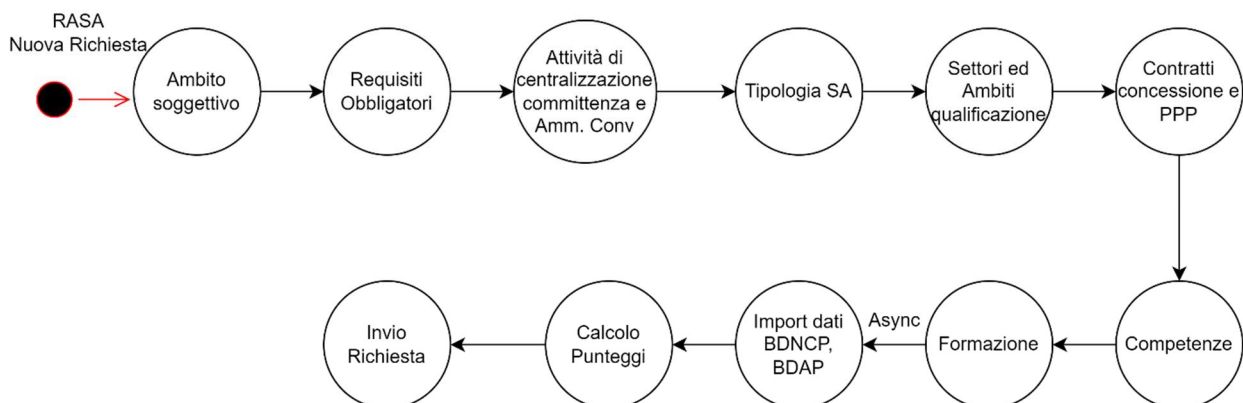 RASA
Nuova Richiesta
Ambito
soggettivo
Requisiti
Obbligatori
Attività di
centralizzazione
committenza e
Amm. Conv
Tipologia SA
Settori ed
Ambiti
qualificazione
Contratti
concessione e
PPP
Competenze
Formazione
Async
Import dati
BDNCP,
BDAP
Calcolo
Punteggi
Invio
Richiesta